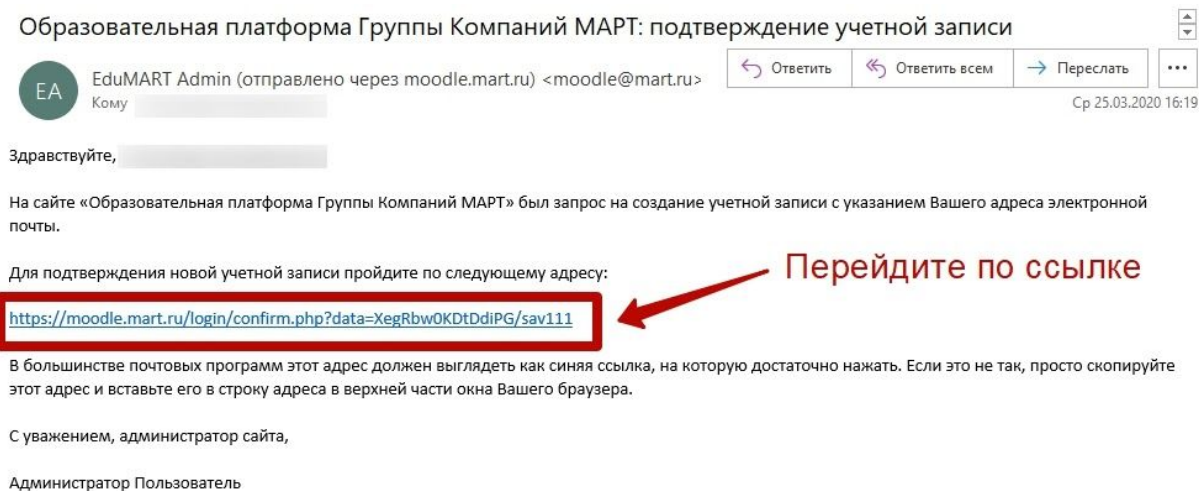 Образовательная платформа Группы Компаний МАРТ: подтверждение учетной записи
EA
EduMART Admin (отправлено через moodle.mart.ru) <moodle@mart.ru>
Кому
Ответить
Ответить всем
Переслать
...
Ср 25.03.2020 16:19
Здравствуйте,
На сайте «Образовательная платформа Группы Компаний МАРТ» был запрос на создание учетной записи с указанием Вашего адреса электронной
почты.
Для подтверждения новой учетной записи пройдите по следующему адресу:
Перейдите по ссылке
https://moodle.mart.ru/login/confirm.php?data=XegRbw0KDtDdiPG/sav111
В большинстве почтовых программ этот адрес должен выглядеть как синяя ссылка, на которую достаточно нажать. Если это не так, просто скопируйте
этот адрес и вставьте его в строку адреса в верхней части окна Вашего браузера.
С уважением, администратор сайта,
Администратор Пользователь